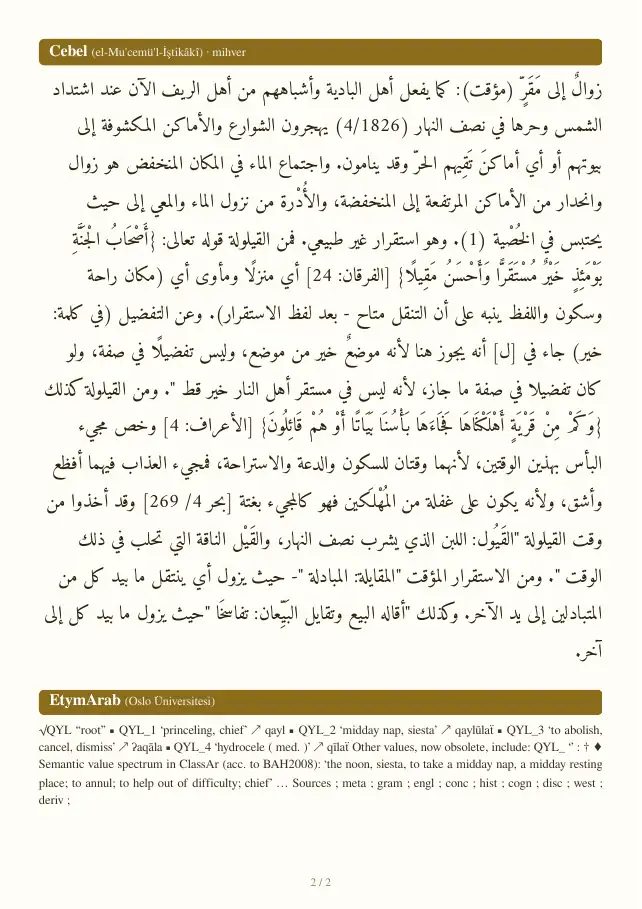 Cebel (el-Mu'cemü'l-İştikâkî) · mihver
زوالٌ إلى مَقَرٍّ (مؤقت): كما يفعل أهل البادية وأشباههم من أهل الريف الآن عند اشتداد
الشمس وحرها في نصف النهار (4/1826) يهجرون الشوارع والأماكن المكشوفة إلى
بيوتهم أو أي أماكنَ تَقِيهم الحرّ وقد ينامون. واجتماع الماء في المكان المنخفض هو زوال
وانحدار من الأماكن المرتفعة إلى المنخفضة، والأُدْرة من نزول الماء والمعي إلى حيث
يحتبس في الخُصْية (1). وهو استقرار غير طبيعي. فمن القيلولة قوله تعالى: {أَصْحَابُ الْجَنَّةِ
يَوْمَئِذٍ خَيْرٌ مُسْتَقَرًّا وَأَحْسَنُ مَقِيلًا} [الفرقان: 24] أي منزلًا ومأوى أي (مكان راحة
وسكون واللفظ ينبه على أن التنقل متاح - بعد لفظ الاستقرار). وعن التفضيل (في كلمة:
خير) جاء في [ل] أنه يجوز هنا لأنه موضعٌ خير من موضع، وليس تفضيلًا في صفة، ولو
كان تفضيلا في صفة ما جاز، لأنه ليس في مستقر أهل النار خير قط ". ومن القيلولة كذلك
{وَكَمْ مِنْ قَرْيَةٍ أَهْلَكْنَاهَا فَجَاءَهَا بَأْسُنَا بَيَاتًا أَوْ هُمْ قَائِلُونَ} [الأعراف: 4] وخص مجيء
البأس بهذين الوقتين، لأنهما وقتان للسكون والدعة والاستراحة، فمجيء العذاب فيهما أفظع
وأشق، ولأنه يكون على غفلة من المُهْلَكين فهو كالمجيء بغتة [بحر 4/ 269] وقد أخذوا من
وقت القيلولة "القَيُول: اللبن الذي يشرب نصف النهار، والقَيْل الناقة التي تحلب في ذلك
الوقت ". ومن الاستقرار المؤقت "المقايلة: المبادلة "- حيث يزول أي ينتقل ما بيد كل من
المتبادلين إلى يد الآخر. وكذلك "أقاله البيع وتقايل البَيِّعان: تفاسخَا "حيث يزول ما بيد كل إلى
آخر.
EtymArab (Oslo Üniversitesi)
√QYL “root” ▪ QYL_1 ‘princeling, chief’ ↗ qayl ▪ QYL_2 ‘midday nap, siesta’ ↗ qaylūlaẗ ▪ QYL_3 ‘to abolish,
cancel, dismiss’ ↗ ʔaqāla ▪ QYL_4 ‘hydrocele ( med. )’ ↗ qīlaẗ Other values, now obsolete, include: QYL_ ‘’ : † ♦
Semantic value spectrum in ClassAr (acc. to BAH2008): ‘the noon, siesta, to take a midday nap, a midday resting
place; to annul; to help out of difficulty; chief’ … Sources ; meta ; gram ; engl ; conc ; hist ; cogn ; disc ; west ;
deriv ;
2 / 2